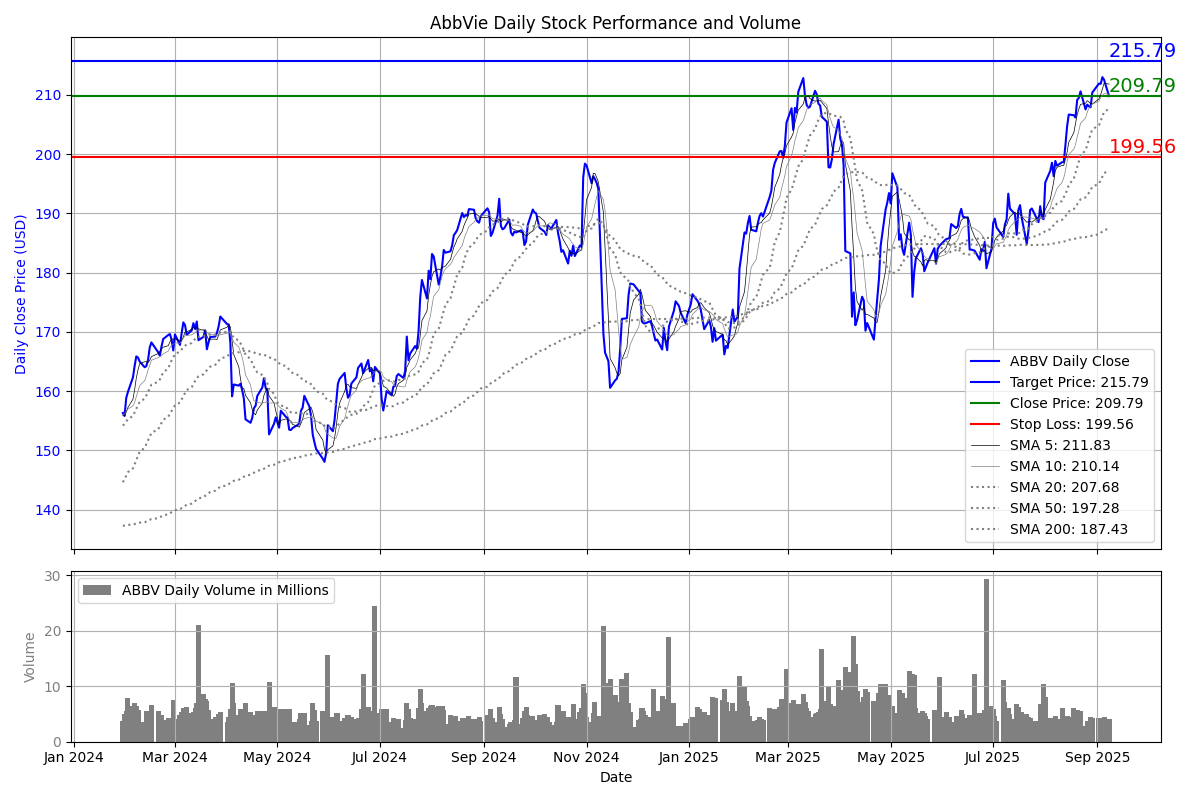 AbbVie Daily Stock Performance and Volume
215.79
209.79
199.56
Daily Close Price (USD)
210
200
190
180
170
160
150
140
ABBV Daily Close
Target Price: 215.79
Close Price: 209.79
Stop Loss: 199.56
SMA 5: 211.83
SMA 10: 210.14
SMA 20: 207.68
SMA 50: 197.28
SMA 200: 187.43
Volume
30
20
10
0
ABBV Daily Volume in Millions
Jan 2024
Mar 2024
May 2024
Jul 2024
Sep 2024
Nov 2024
Jan 2025
Mar 2025
May 2025
Jul 2025
Sep 2025
Date